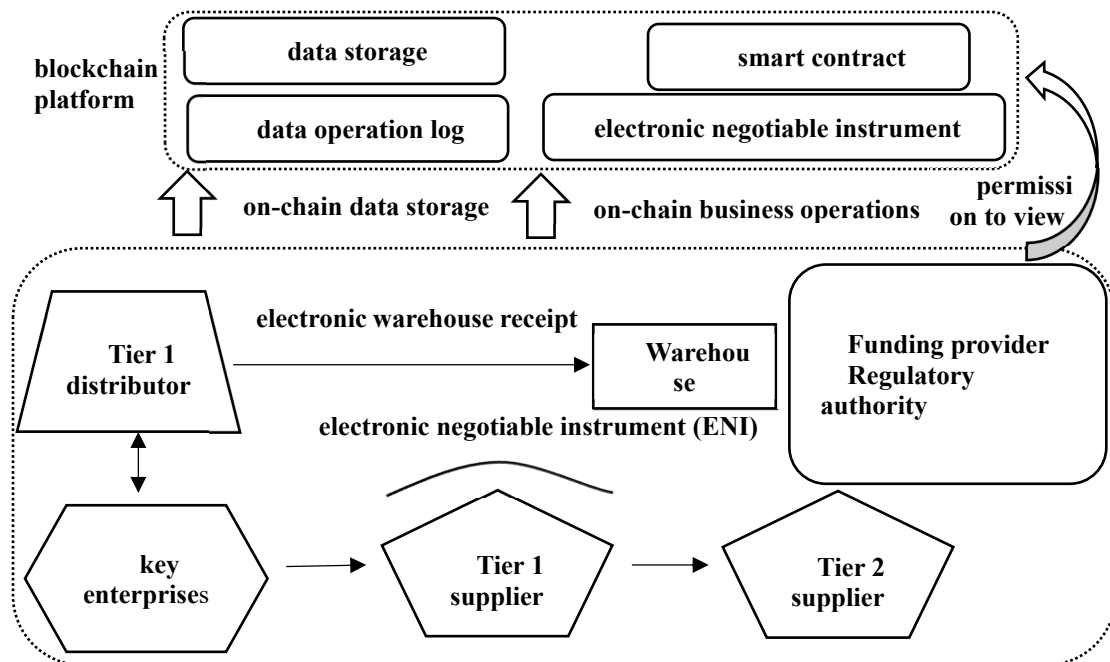 data storage
smart contract
blockchain
platform
data operation log
electronic negotiable instrument
on-chain data storage
on-chain business operations
permissi
on to view
electronic warehouse receipt
Tier 1
distributor
Warehou
se
Funding provider
Regulatory
authority
electronic negotiable instrument (ENI)
key
enterprises
Tier 1
supplier
Tier 2
supplier